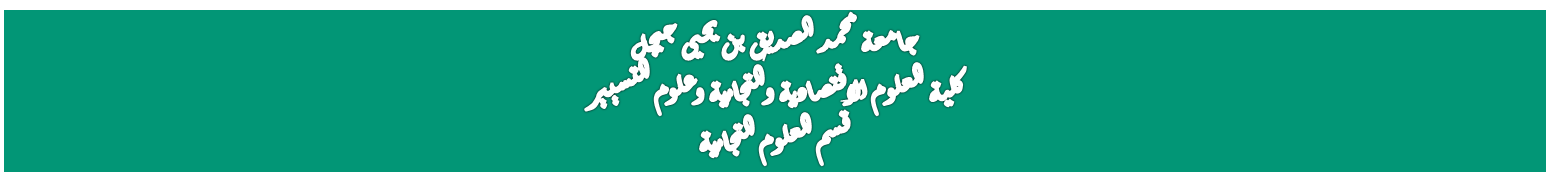 جامعة محمد الصديق بن يحيى جيجل
كلية العلوم الاقتصادية والتجارية وعلوم التسيير
قسم العلوم التجارية